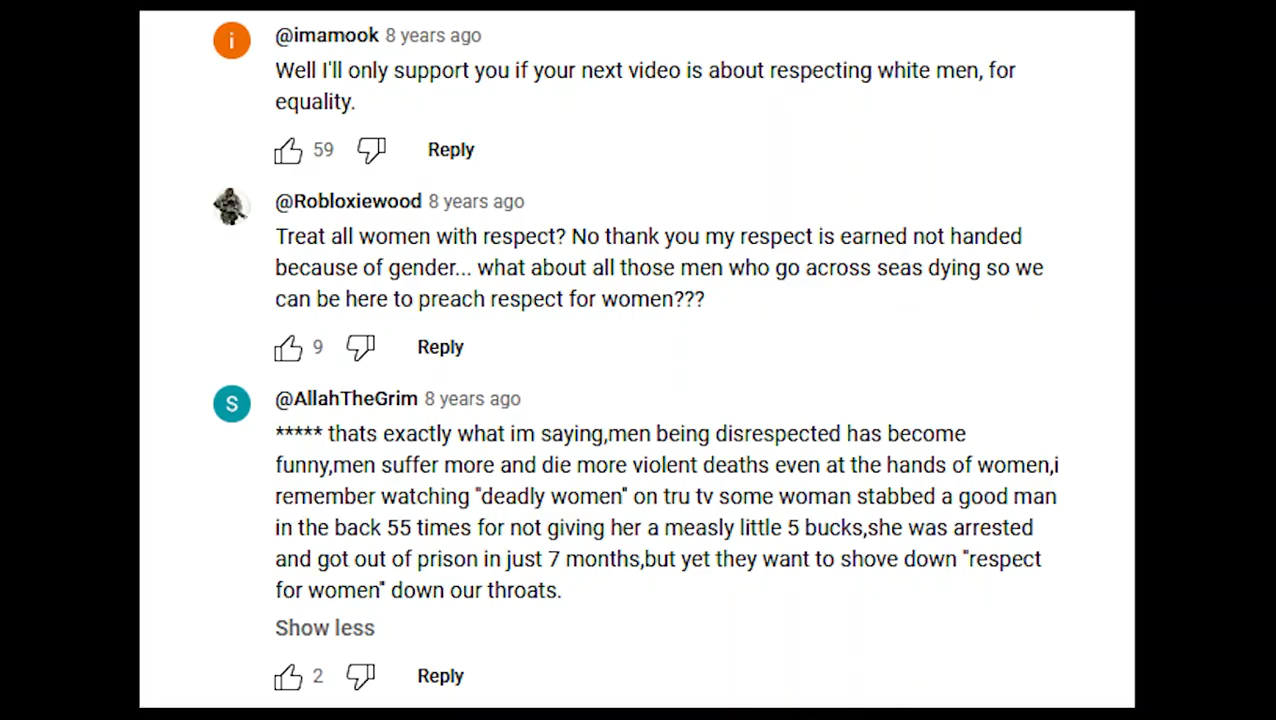 i
@imamook 8 years ago
Well I'll only support you if your next video is about respecting white men, for
equality.
59 Reply
@Robloxiewood 8 years ago
Treat all women with respect? No thank you my respect is earned not handed
because of gender... what about all those men who go across seas dying so we
can be here to preach respect for women???
9 Reply
S
@AllahTheGrim 8 years ago
***** thats exactly what im saying,men being disrespected has become
funny,men suffer more and die more violent deaths even at the hands of women,i
remember watching "deadly women" on tru tv some woman stabbed a good man
in the back 55 times for not giving her a measly little 5 bucks,she was arrested
and got out of prison in just 7 months,but yet they want to shove down "respect
for women" down our throats.
Show less
2 Reply